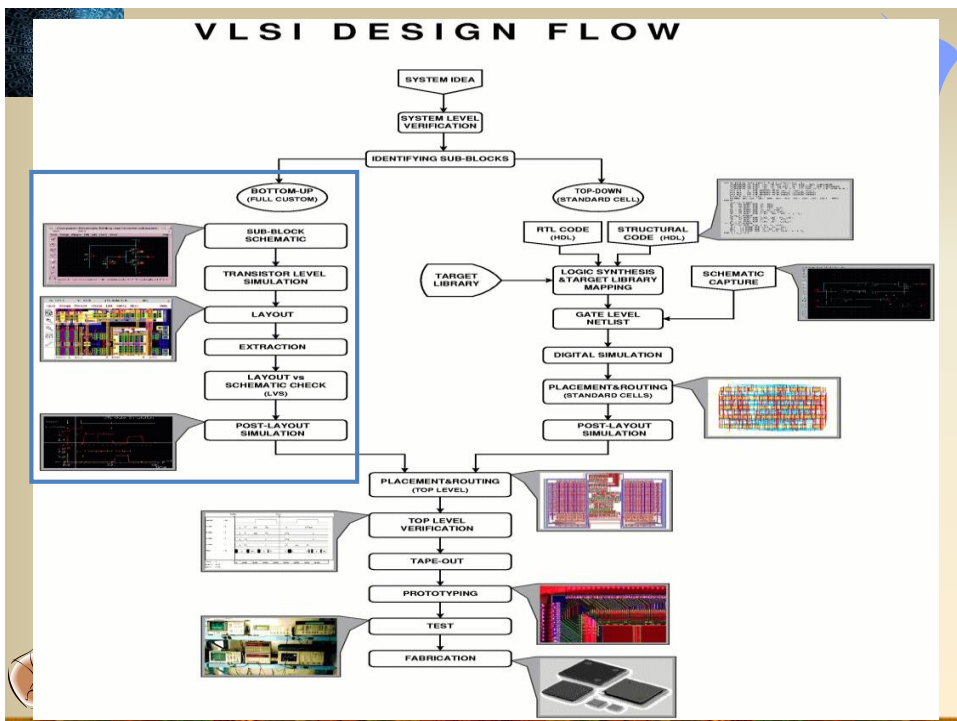 VLSI DESIGN FLOW
SYSTEM IDEA
SYSTEM LEVEL
VERIFICATION
IDENTIFYING SUB-BLOCKS
BOTTOM-UP
(FULL CUSTOM)
SUB-BLOCK
SCHEMATIC
TRANSISTOR LEVEL
SIMULATION
LAYOUT
EXTRACTION
LAYOUT vs
SCHEMATIC CHECK
(LVS)
POST-LAYOUT
SIMULATION
TOP-DOWN
(STANDARD CELL)
RTL CODE
(HDL)
STRUCTURAL
CODE (HDL)
TARGET
LIBRARY
LOGIC SYNTHESIS
&TARGET LIBRARY
MAPPING
SCHEMATIC
CAPTURE
GATE LEVEL
NETLIST
DIGITAL SIMULATION
PLACEMENT&ROUTING
(STANDARD CELLS)
POST-LAYOUT
SIMULATION
PLACEMENT&ROUTING
(TOP LEVEL)
TOP LEVEL
VERIFICATION
TAPE-OUT
PROTOTYPING
TEST
FABRICATION